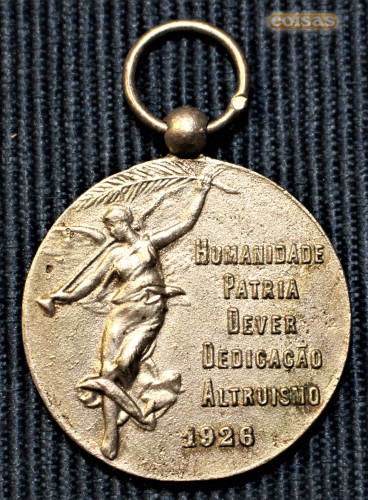 coisas
HUMANIDADE
PATRIA
DEVER
DEDICAÇÃO
ALTRUISMO
1926